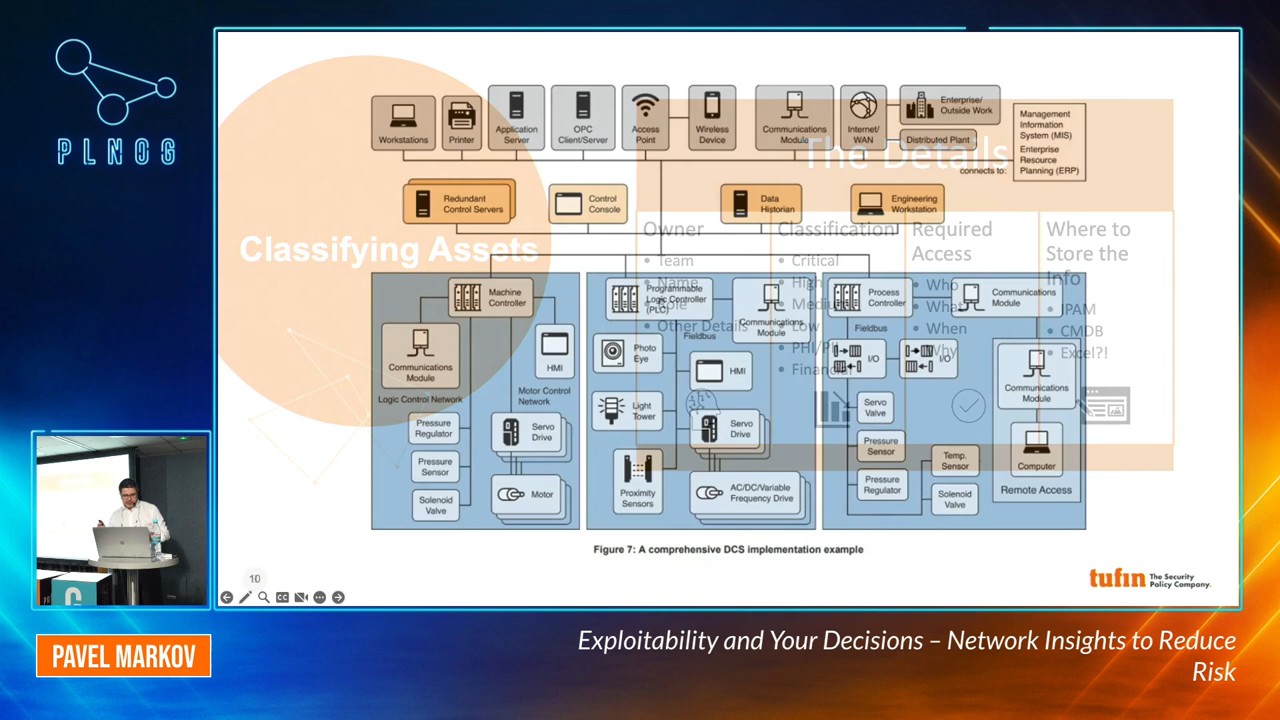 PLNOG
Classifying Assets
The Details
Workstations
Printer
Application
Server
OPC
Client/Server
Access
Point
Wireless
Device
Communications
Module
Internet/
WAN
Enterprise/
Outside Work
Distributed Plant
connects to:
Management
Information
System (MIS)
Enterprise
Resource
Planning (ERP)
Redundant
Control Servers
Control
Console
Data
Historian
Engineering
Workstation
Owner
• Team
• Name
• Role
• Other Details
Classification
• Critical
• High
• Medium
• Low
• PHI/PII
• Financial
Required
Access
• Who
• What
• When
• Why
Where to
Store the
Info
• IPAM
• CMDB
• Excel?!
Machine
Controller
Communications
Module
HMI
Logic Control Network
Motor Control
Network
Pressure
Regulator
Pressure
Sensor
Solenoid
Valve
Servo
Drive
Motor
Programmable
Logic Controller
(PLC)
Communications
Module
Fieldbus
Photo
Eye
HMI
Light
Tower
Servo
Drive
Proximity
Sensors
AC/DC/Variable
Frequency Drive
Process
Controller
Communications
Module
Fieldbus
I/O
I/O
Servo
Valve
Pressure
Sensor
Pressure
Regulator
Temp.
Sensor
Solenoid
Valve
Communications
Module
Computer
Remote Access
Figure 7: A comprehensive DCS implementation example
10
CC
tufin The Security
Policy Company.
G
PAVEL MARKOV
Exploitability and Your Decisions – Network Insights to Reduce
Risk